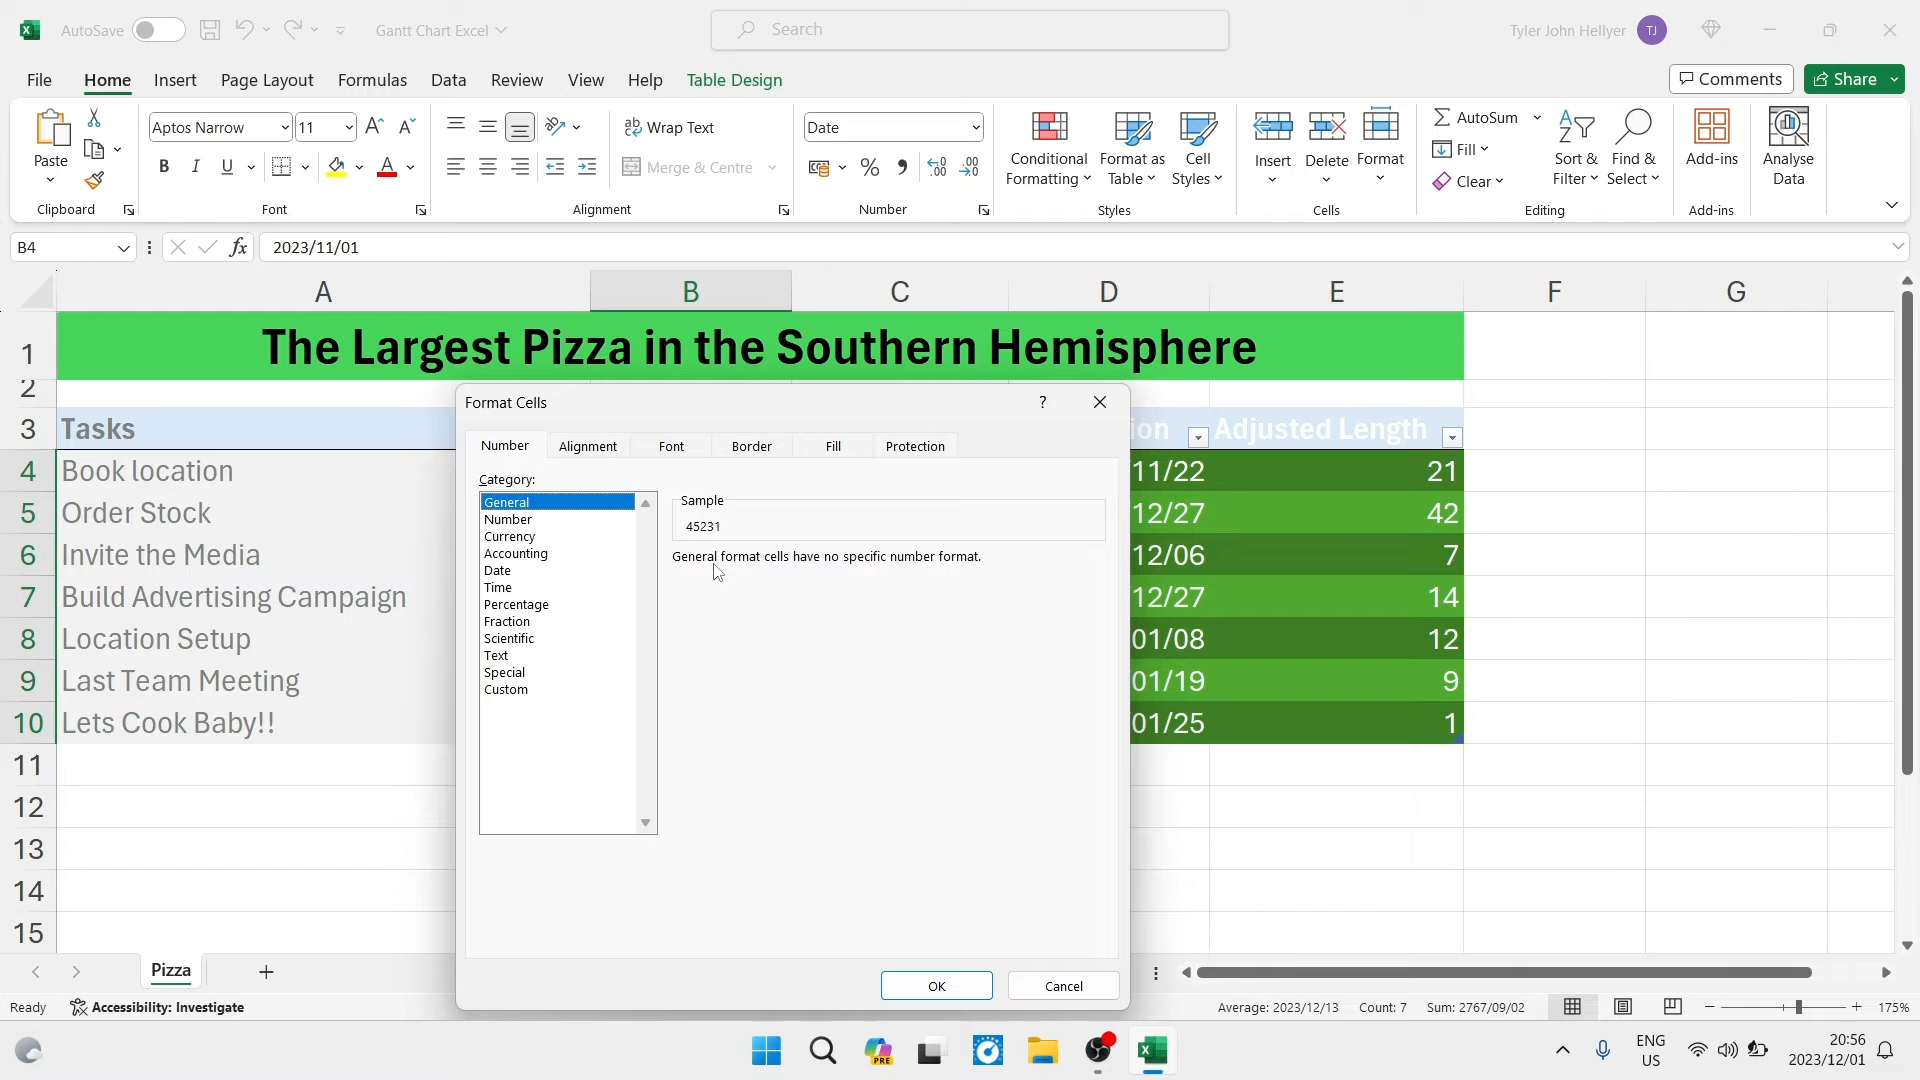 AutoSave
Gantt Chart Excel
Search
Tyler John Hellyer
TJ
File Home Insert Page Layout Formulas Data Review View Help Table Design
Comments
Share
Paste
Clipboard
Aptos Narrow
11
B I U
Font
Wrap Text
Merge & Centre
Alignment
Date
Number
Conditional Formatting
Format as Table
Cell Styles
Styles
Insert
Delete
Format
Cells
AutoSum
Fill
Clear
Sort & Filter
Find & Select
Editing
Add-ins
Add-ins
Analyse Data
B4
fx
2023/11/01
A B C D E F G
1 The Largest Pizza in the Southern Hemisphere
2
3 Tasks ion Adjusted Length
4 Book location 11/22 21
5 Order Stock 12/27 42
6 Invite the Media 12/06 7
7 Build Advertising Campaign 12/27 14
8 Location Setup 01/08 12
9 Last Team Meeting 01/19 9
10 Lets Cook Baby!! 01/25 1
11
12
13
14
15
Format Cells
?
Number Alignment Font Border Fill Protection
Category:
General
Number
Currency
Accounting
Date
Time
Percentage
Fraction
Scientific
Text
Special
Custom
Sample
45231
General format cells have no specific number format.
OK
Cancel
Pizza
Ready
Accessibility: Investigate
Average: 2023/12/13
Count: 7
Sum: 2767/09/02
175%
PRE
ENG
US
20:56
2023/12/01